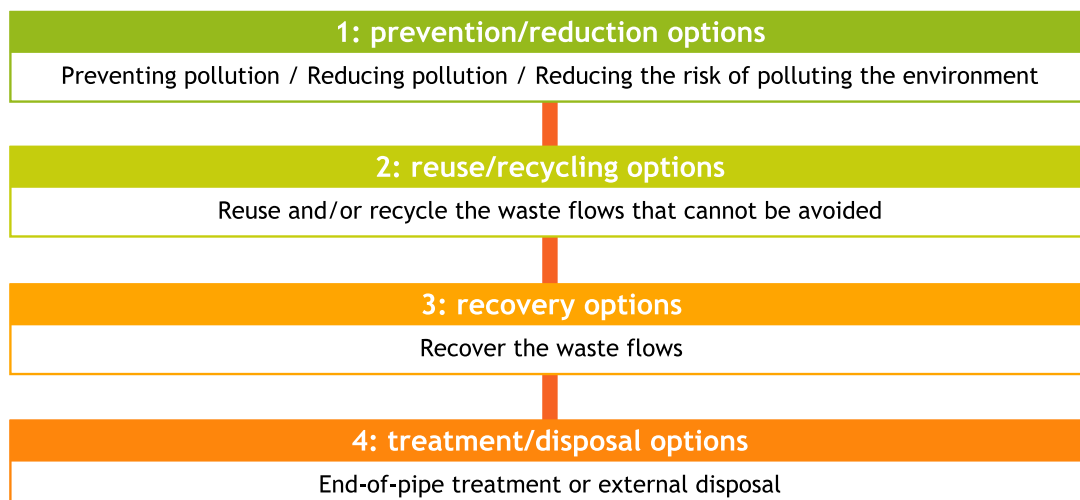 1: prevention/reduction options
Preventing pollution / Reducing pollution / Reducing the risk of polluting the environment
2: reuse/recycling options
Reuse and/or recycle the waste flows that cannot be avoided
3: recovery options
Recover the waste flows
4: treatment/disposal options
End-of-pipe treatment or external disposal